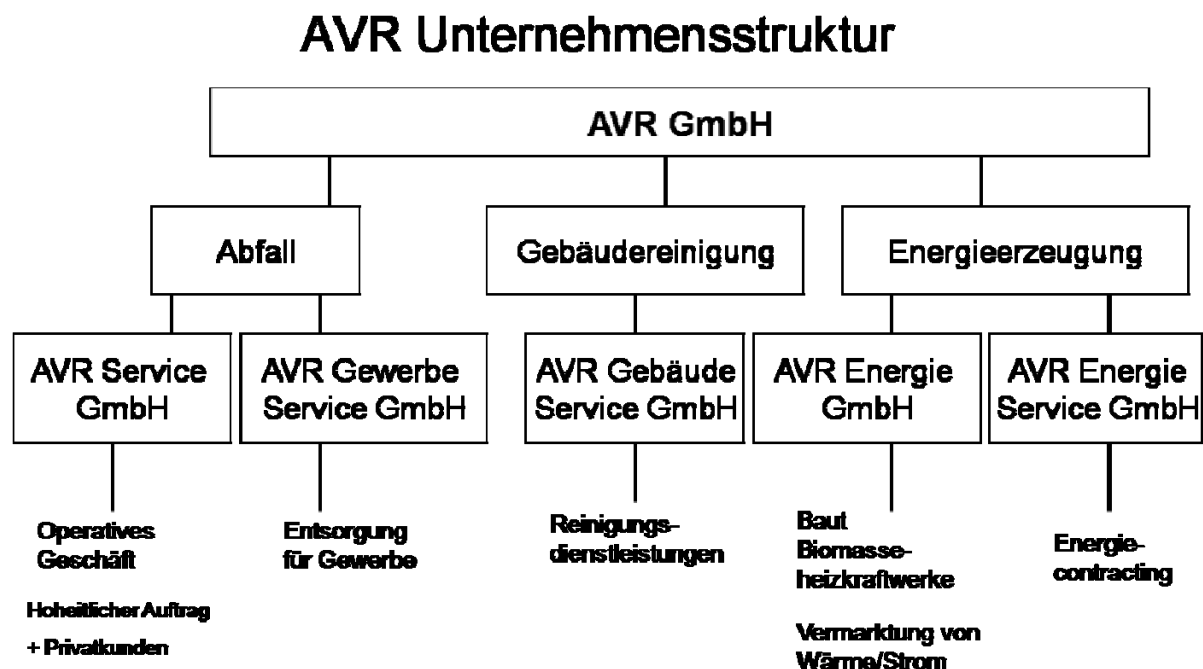 AVR Unternehmensstruktur
AVR GmbH
Abfall
Gebäudereinigung
Energieerzeugung
AVR Service
GmbH
AVR Gewerbe
Service GmbH
AVR Gebäude
Service GmbH
AVR Energie
GmbH
AVR Energie
Service GmbH
Operatives
Geschäft
Hoheitlicher Auftrag
+ Privatkunden
Entsorgung
für Gewerbe
Reinigungs-
dienstleistungen
Baut
Biomasse-
heizkraftwerke
Vermarktung von
Wärme/Strom
Energie-
contracting